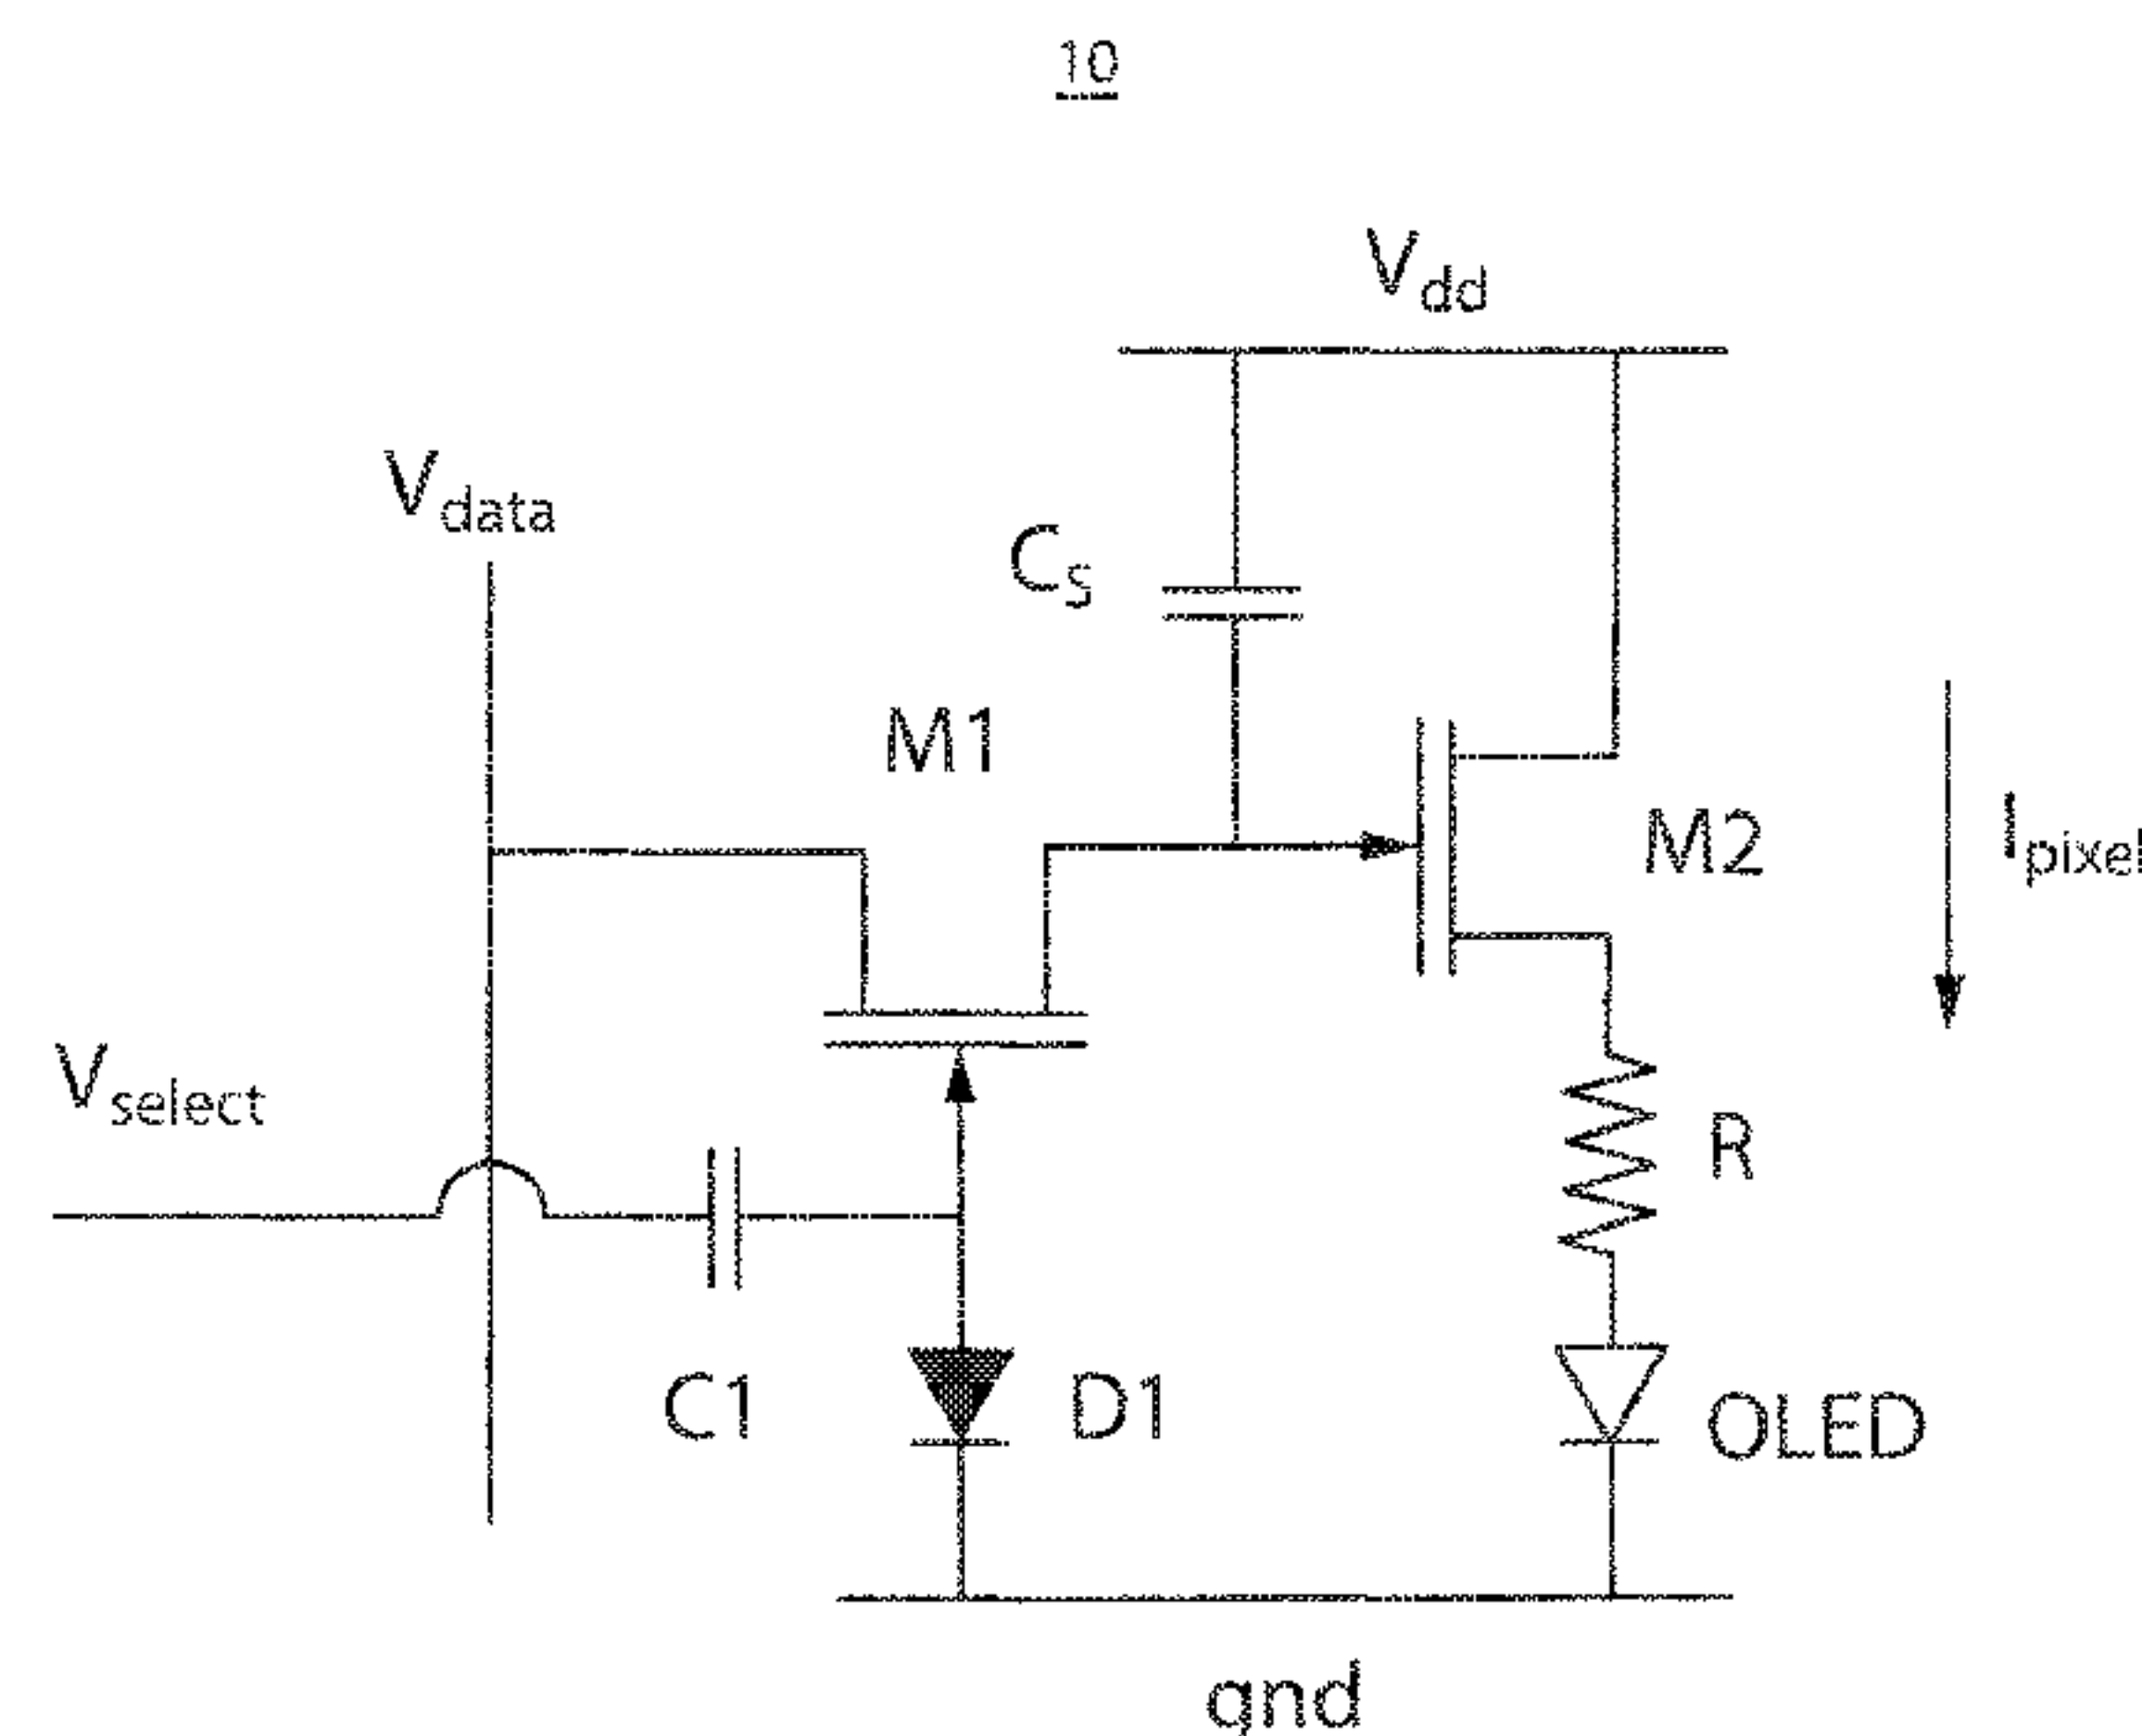 10
Vdd
Vdata
CS
M1
M2
Ipixel
Vselect
R
C1
D1
OLED
gnd